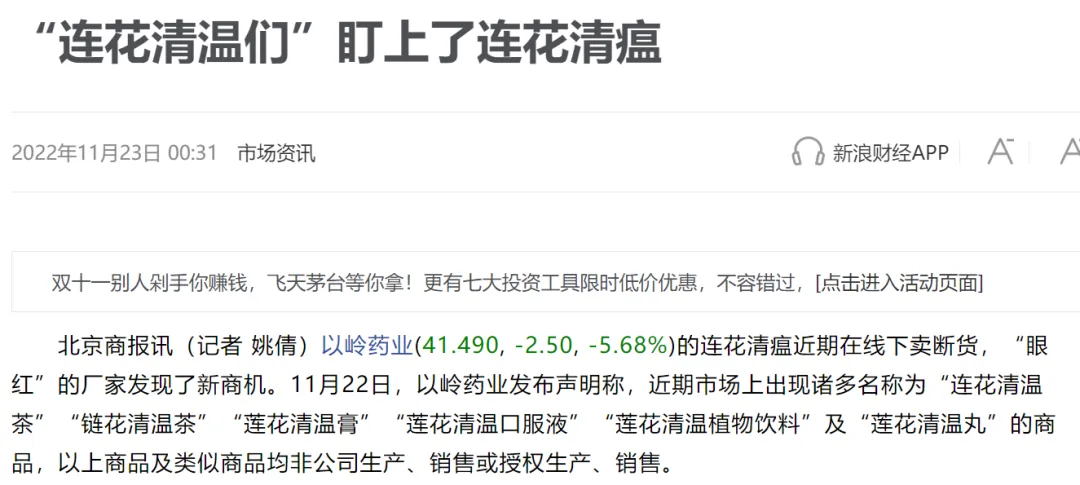 “连花清温们”盯上了连花清瘟
2022年11月23日 00:31 市场资讯 新浪财经APP A- A
双十一别人剁手你赚钱，飞天茅台等你拿！更有七大投资工具限时低价优惠，不容错过，[点击进入活动页面]
北京商报讯（记者 姚倩）以岭药业(41.490, -2.50, -5.68%)的连花清瘟近期在线下卖断货，“眼
红”的厂家发现了新商机。11月22日，以岭药业发布声明称，近期市场上出现诸多名称为“连花清温
茶”“链花清温茶”“莲花清温膏”“莲花清温口服液”“莲花清温植物饮料”及“莲花清温丸”的商
品，以上商品及类似商品均非公司生产、销售或授权生产、销售。